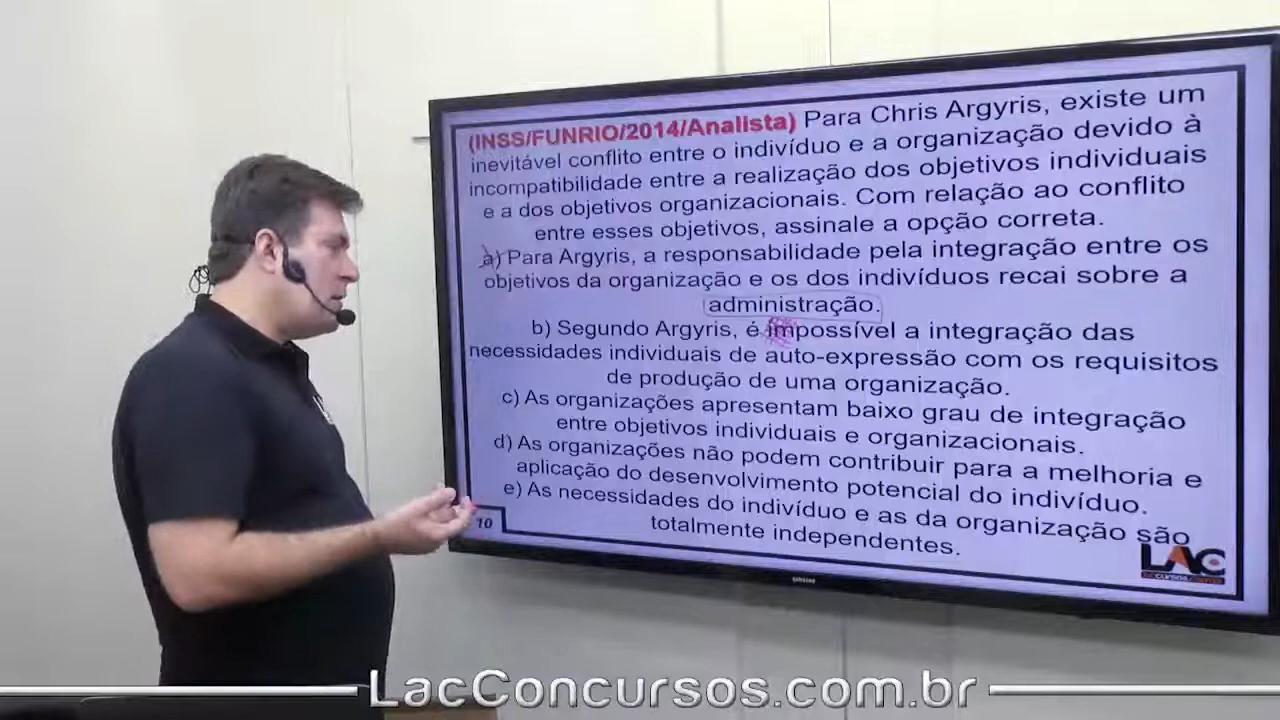 (INSS/FUNRIO/2014/Analista) Para Chris Argyris, existe um
inevitável conflito entre o indivíduo e a organização devido à
incompatibilidade entre a realização dos objetivos individuais
e a dos objetivos organizacionais. Com relação ao conflito
entre esses objetivos, assinale a opção correta.
a) Para Argyris, a responsabilidade pela integração entre os
objetivos da organização e os dos indivíduos recai sobre a
administração.
b) Segundo Argyris, é impossível a integração das
necessidades individuais de auto-expressão com os requisitos
de produção de uma organização.
c) As organizações apresentam baixo grau de integração
entre objetivos individuais e organizacionais.
d) As organizações não podem contribuir para a melhoria e
aplicação do desenvolvimento potencial do indivíduo.
e) As necessidades do indivíduo e as da organização são
totalmente independentes.
10
LAC
SAMSUNG
LacConcursos.com.br